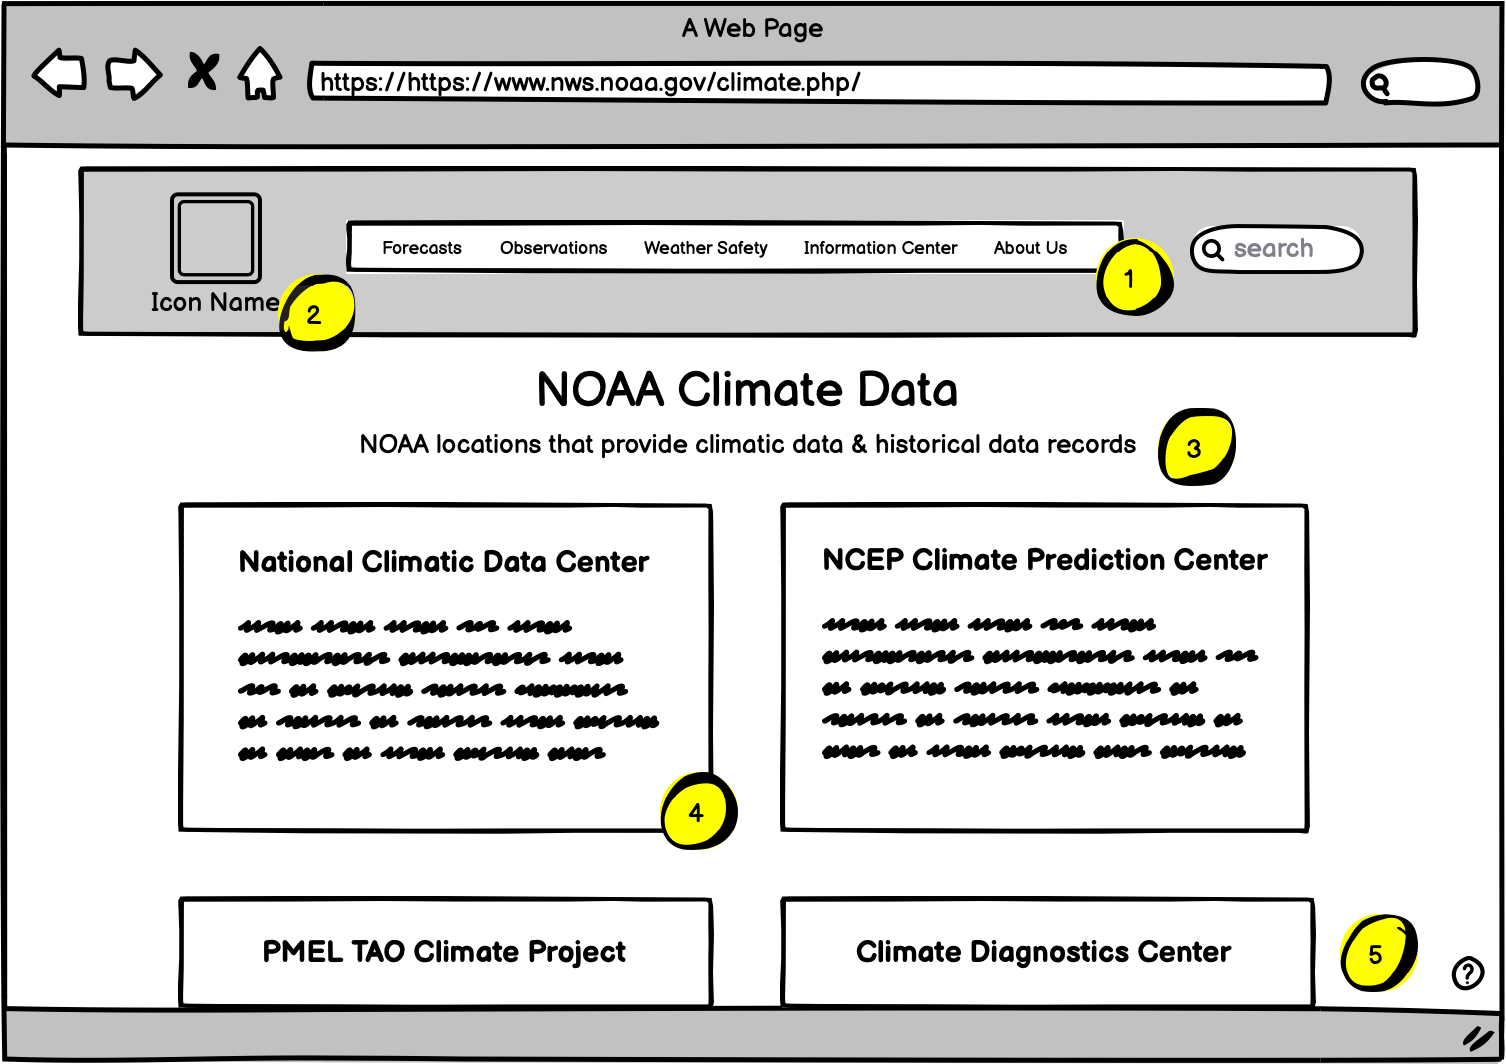 A Web Page
https://https://www.nws.noaa.gov/climate.php/
Forecasts Observations Weather Safety Information Center About Us
search
1
Icon Name
2
NOAA Climate Data
NOAA locations that provide climatic data & historical data records
3
National Climatic Data Center
NCEP Climate Prediction Center
4
PMEL TAO Climate Project
Climate Diagnostics Center
5
?